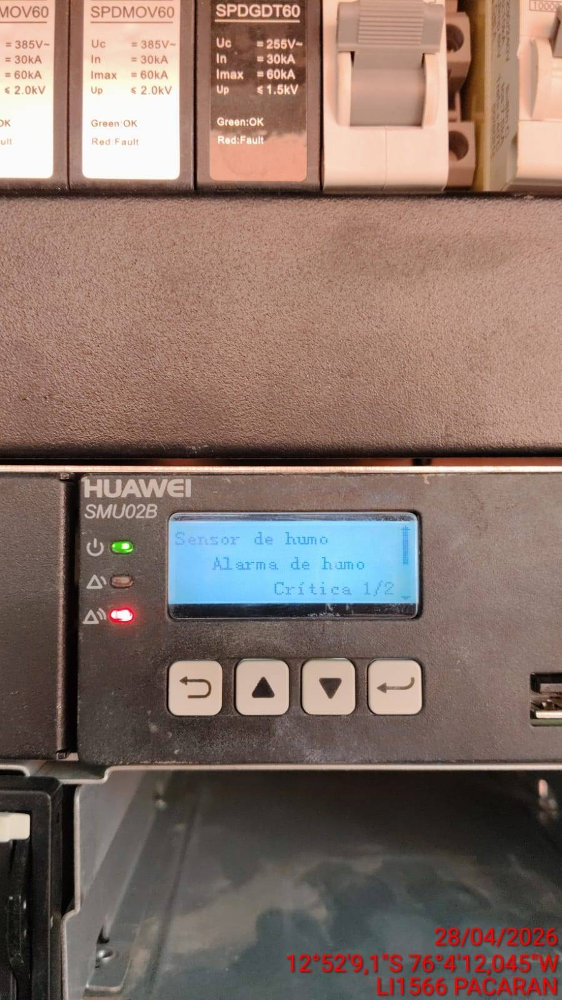 MOV60
= 385V~
= 30kA
= 60kA
≤ 2.0kV
OK
ult
SPDMOV60
Uc = 385V~
In = 30kA
Imax = 60kA
Up ≤ 2.0kV
Green:OK
Red:Fault
SPDGDT60
Uc = 255V~
In = 30kA
Imax = 60kA
Up ≤ 1.5kV
Green:OK
Red:Fault
HUAWEI
SMU02B
Sensor de humo
Alarma de humo
Crítica 1/2
28/04/2026
12°52'9,1"S 76°4'12,045"W
LI1566 PACARAN